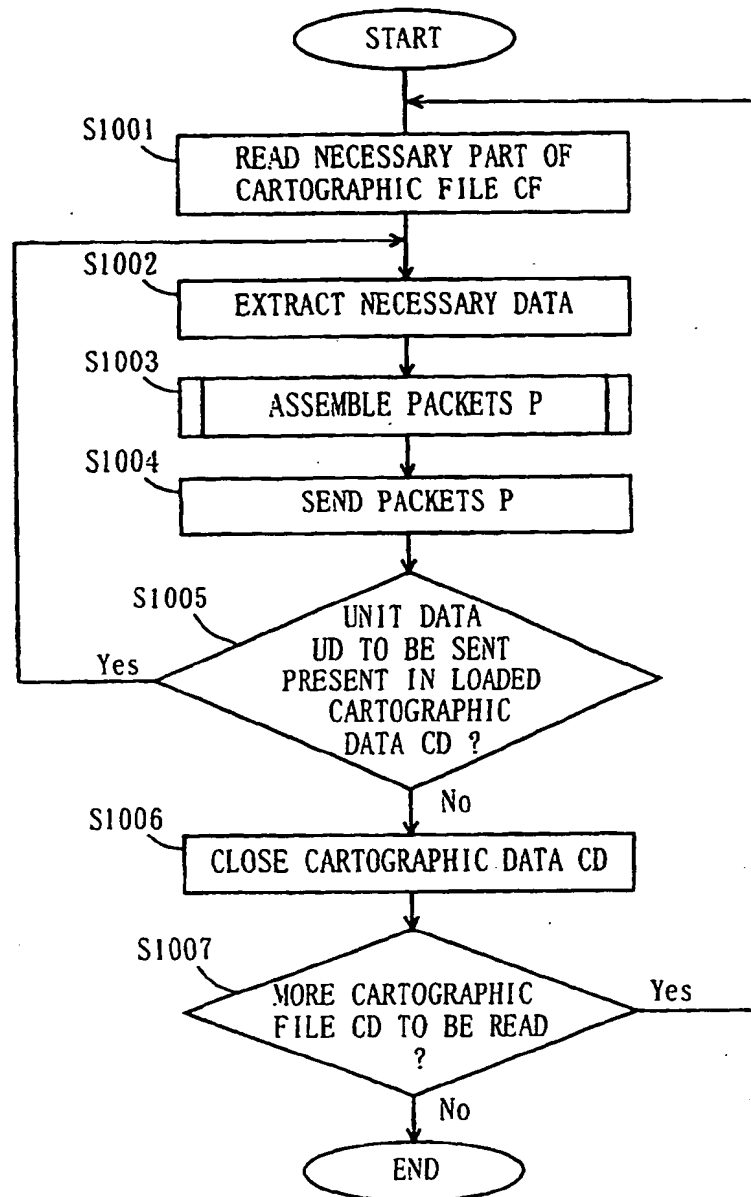 START
S1001
READ NECESSARY PART OF
CARTOGRAPHIC FILE CF
S1002
EXTRACT NECESSARY DATA
S1003
ASSEMBLE PACKETS P
S1004
SEND PACKETS P
S1005
UNIT DATA
UD TO BE SENT
PRESENT IN LOADED
CARTOGRAPHIC
DATA CD ?
Yes
No
S1006
CLOSE CARTOGRAPHIC DATA CD
S1007
MORE CARTOGRAPHIC
FILE CD TO BE READ
?
Yes
No
END